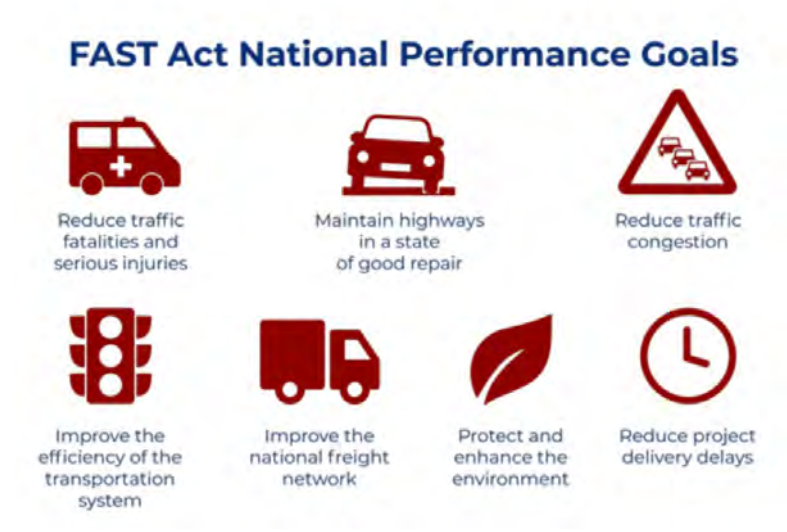 FAST Act National Performance Goals
Reduce traffic
fatalities and
serious injuries
Maintain highways
in a state
of good repair
Reduce traffic
congestion
Improve the
efficiency of the
transportation
system
Improve the
national freight
network
Protect and
enhance the
environment
Reduce project
delivery delays